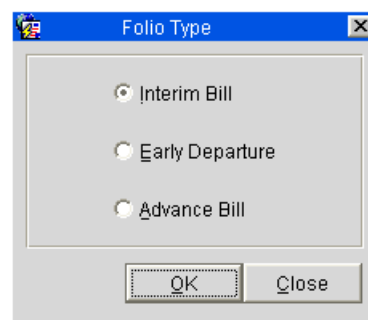 Folio Type
Interim Bill
Early Departure
Advance Bill
OK Close